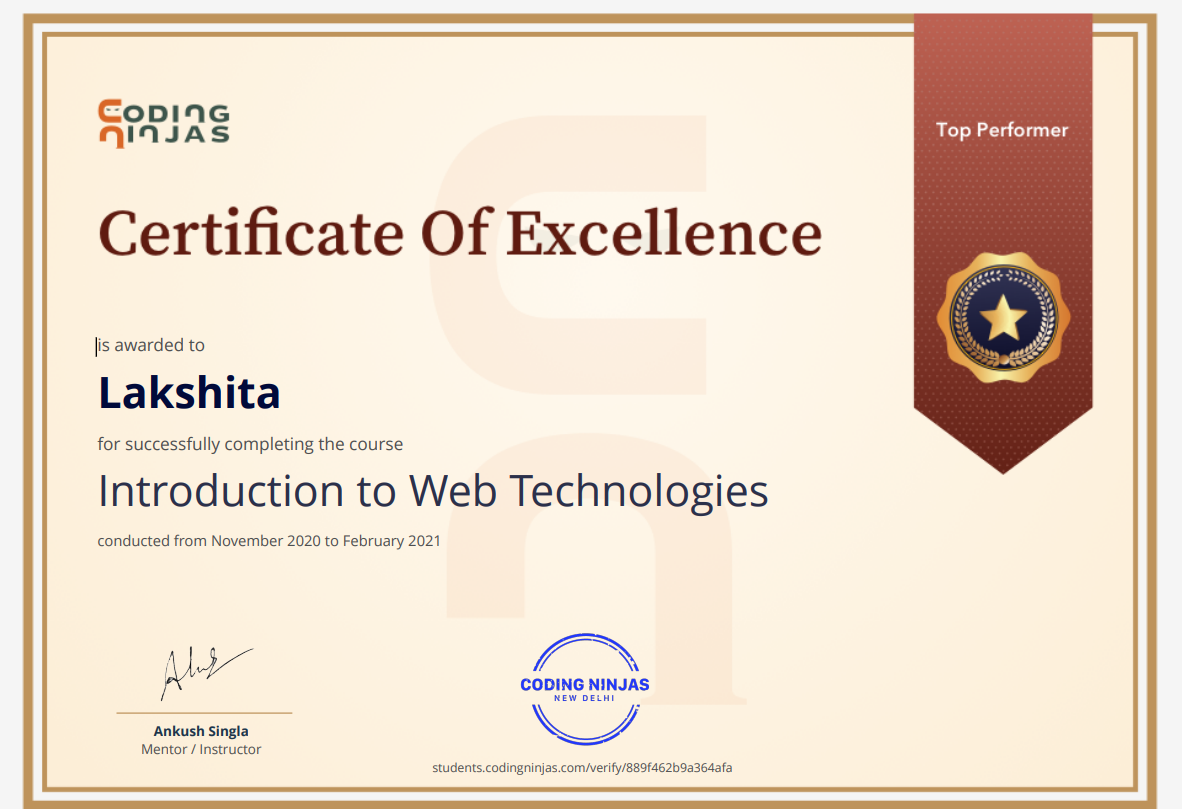 CODING
NINJAS
Top Performer
Certificate Of Excellence
is awarded to
Lakshita
for successfully completing the course
Introduction to Web Technologies
conducted from November 2020 to February 2021
Ankush Singla
Mentor / Instructor
CODING NINJAS
NEW DELHI
students.codingninjas.com/verify/889f462b9a364afa